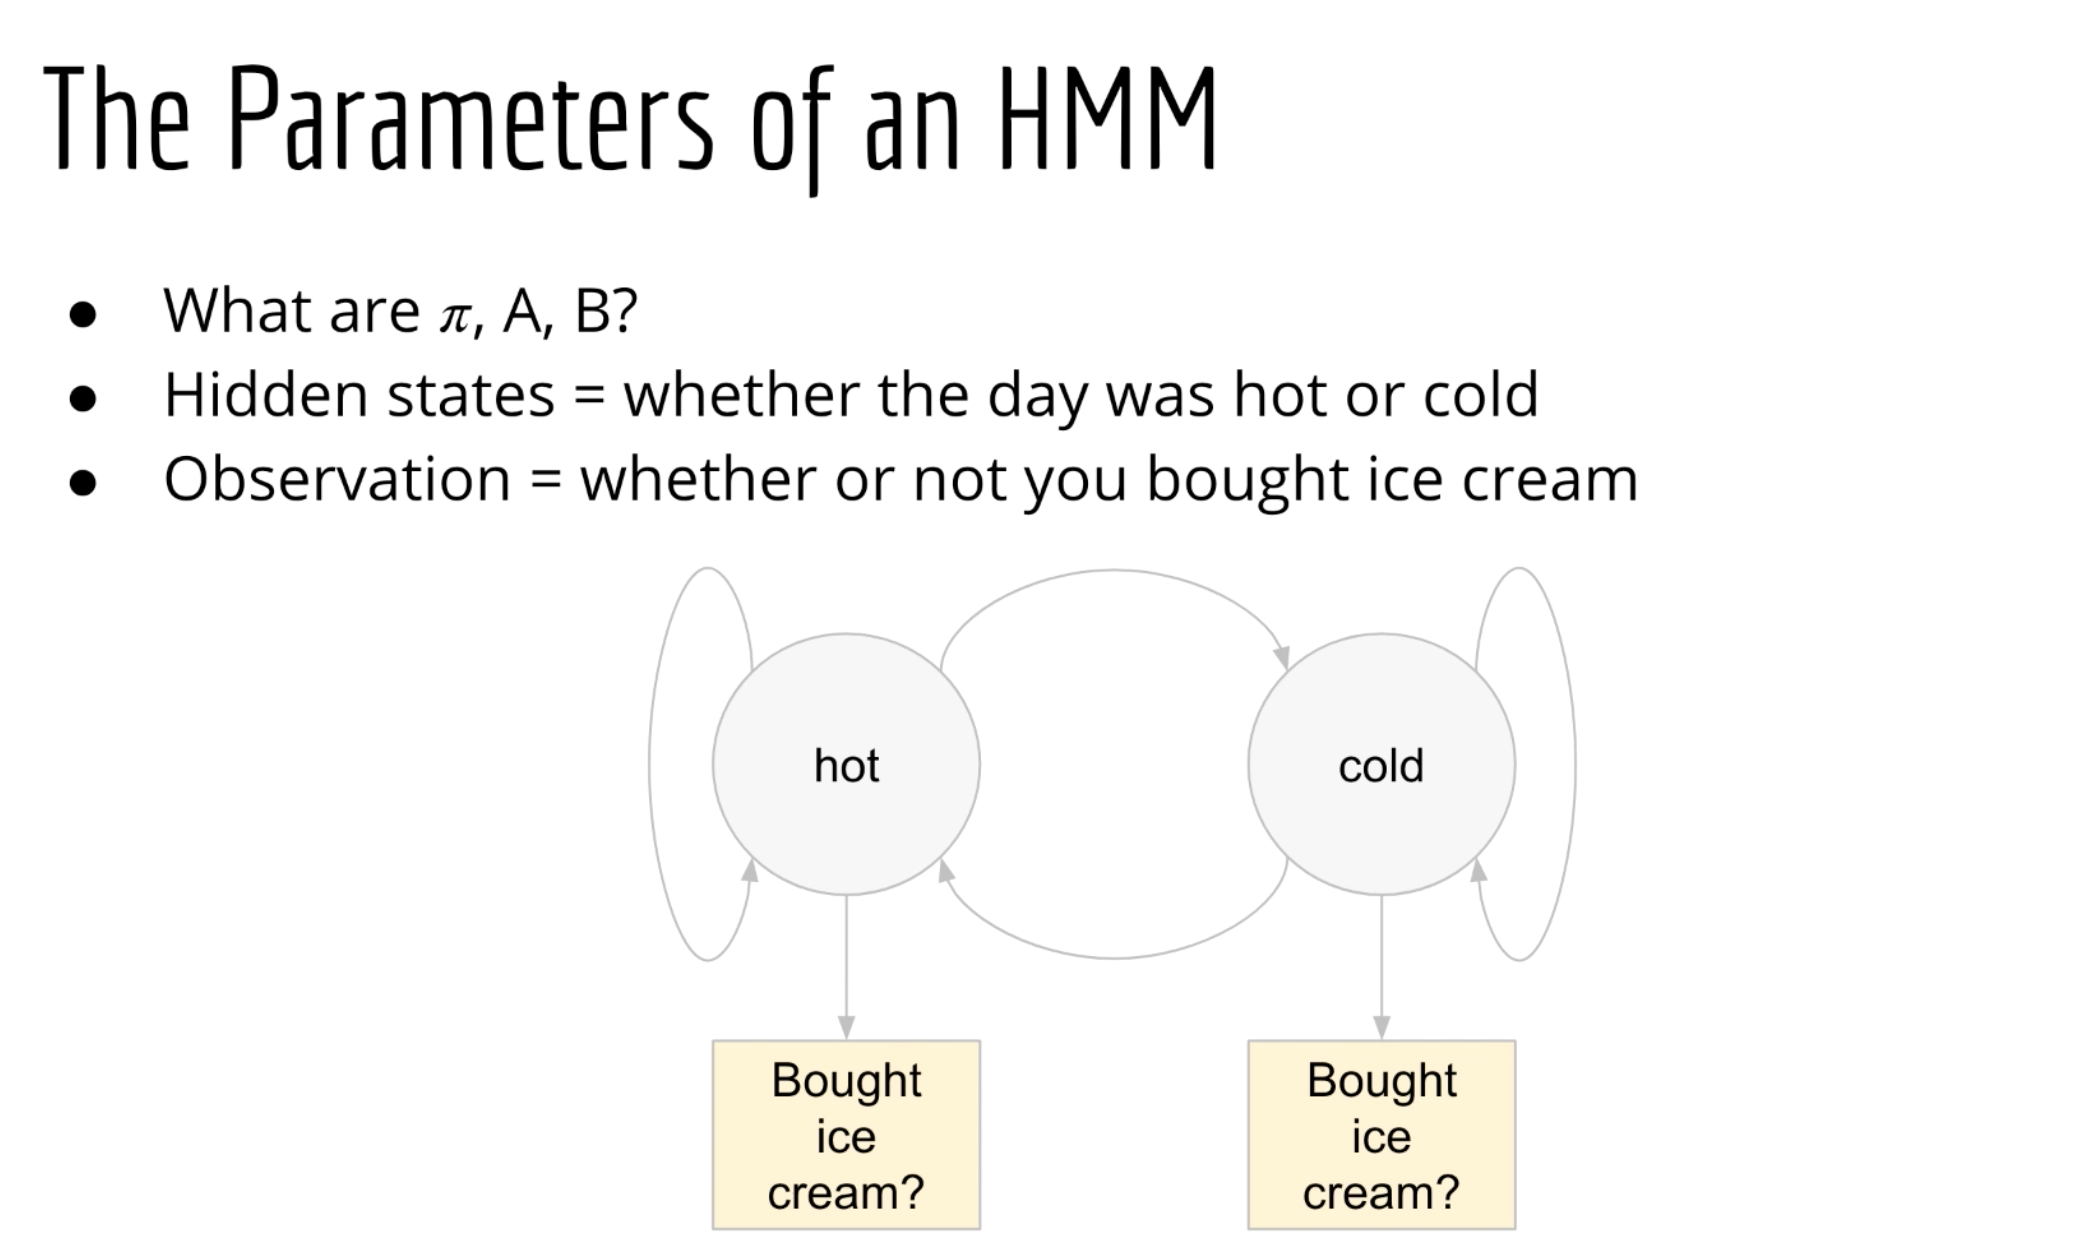 The Parameters of an HMM
● What are π, A, B?
● Hidden states = whether the day was hot or cold
● Observation = whether or not you bought ice cream
hot
cold
Bought
ice
cream?
Bought
ice
cream?